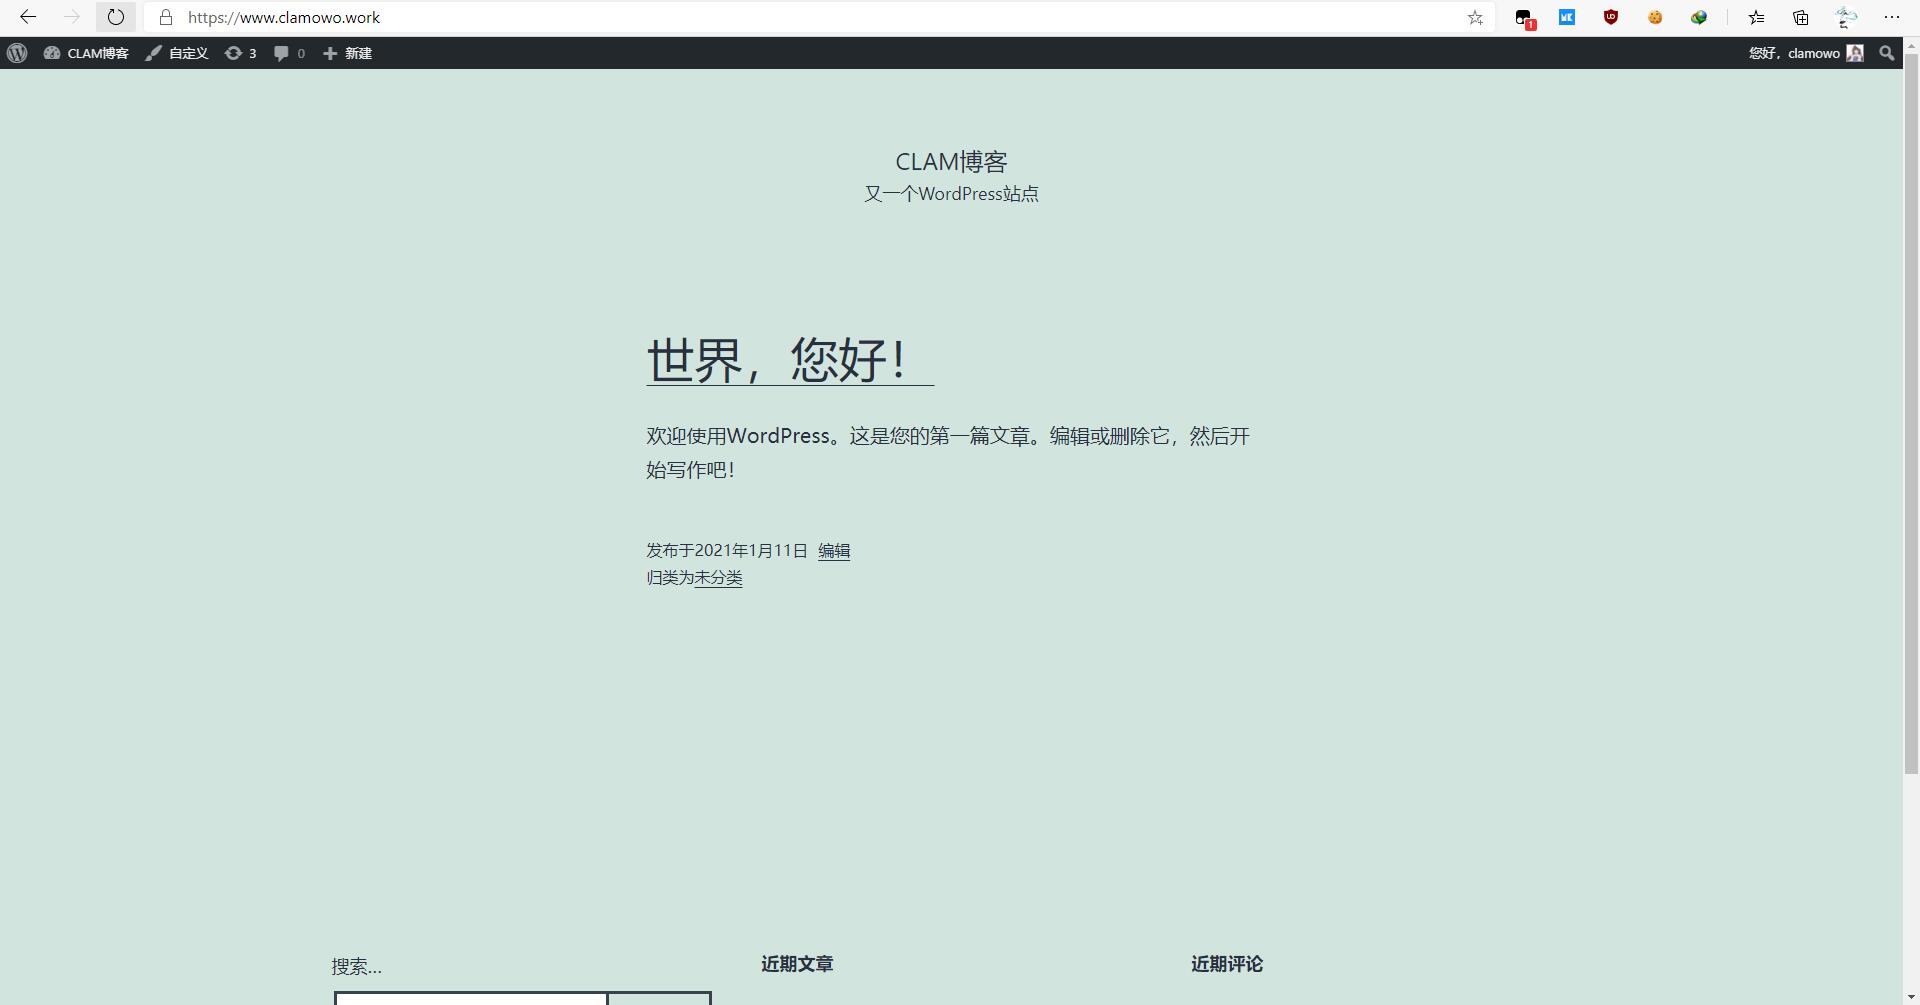 https://www.clamowo.work
1
CLAM博客 自定义 3 0 新建 您好，clamowo
CLAM博客
又一个WordPress站点
世界，您好！
欢迎使用WordPress。这是您的第一篇文章。编辑或删除它，然后开
始写作吧！
发布于2021年1月11日 编辑
归类为未分类
搜索… 近期文章 近期评论